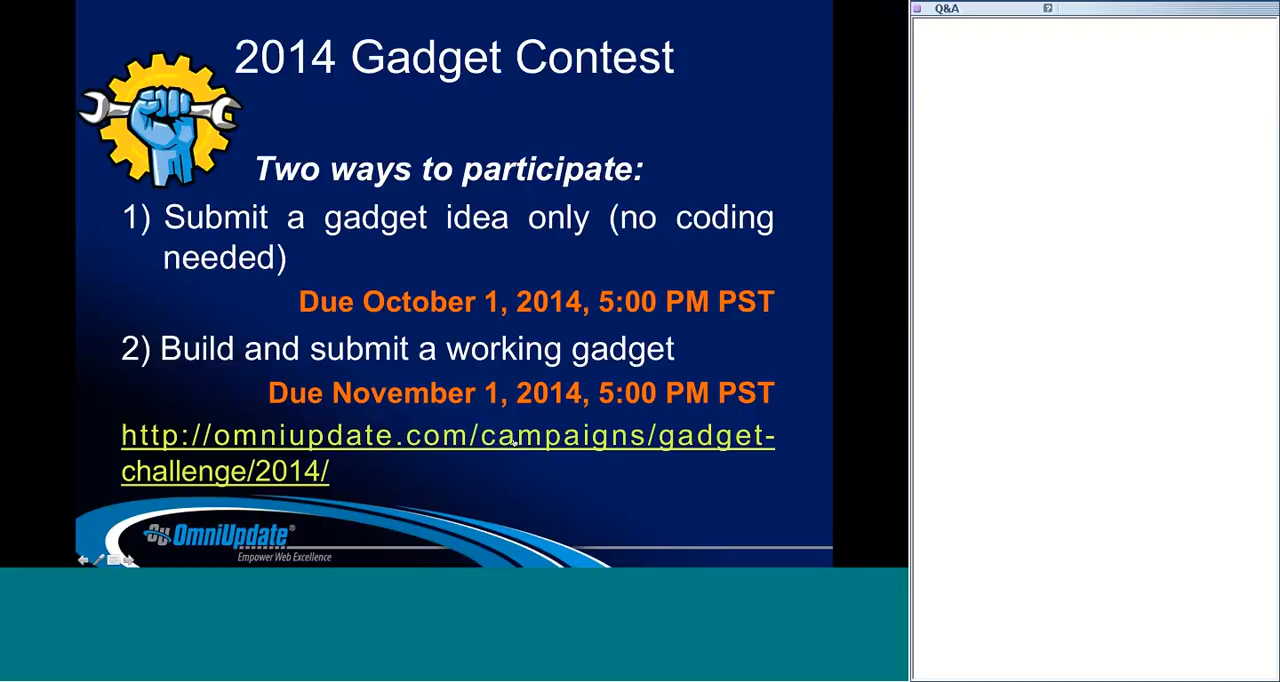 Q&A
2014 Gadget Contest
Two ways to participate:
1) Submit a gadget idea only (no coding
needed)
Due October 1, 2014, 5:00 PM PST
2) Build and submit a working gadget
Due November 1, 2014, 5:00 PM PST
http://omniupdate.com/campaigns/gadget-
challenge/2014/
OmniUpdate®
Empower Web Excellence